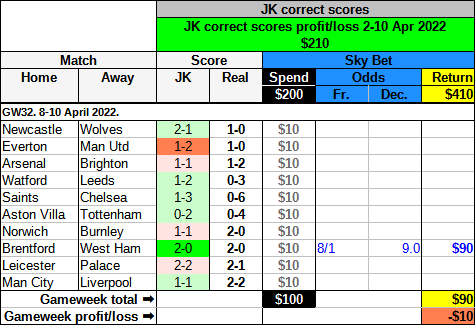 JK correct scores
JK correct scores profit/loss 2-10 Apr 2022
$210
Match Score Sky Bet
Home Away JK Real Spend Odds Return
$200 Fr. Dec. $410
GW32. 8-10 April 2022.
Newcastle Wolves 2-1 1-0 $10
Everton Man Utd 1-2 1-0 $10
Arsenal Brighton 1-1 1-2 $10
Watford Leeds 1-2 0-3 $10
Saints Chelsea 1-3 0-6 $10
Aston Villa Tottenham 0-2 0-4 $10
Norwich Burnley 1-1 2-0 $10
Brentford West Ham 2-0 2-0 $10 8/1 9.0 $90
Leicester Palace 2-2 2-1 $10
Man City Liverpool 1-1 2-2 $10
Gameweek total ➡ $100 $90
Gameweek profit/loss ➡ -$10